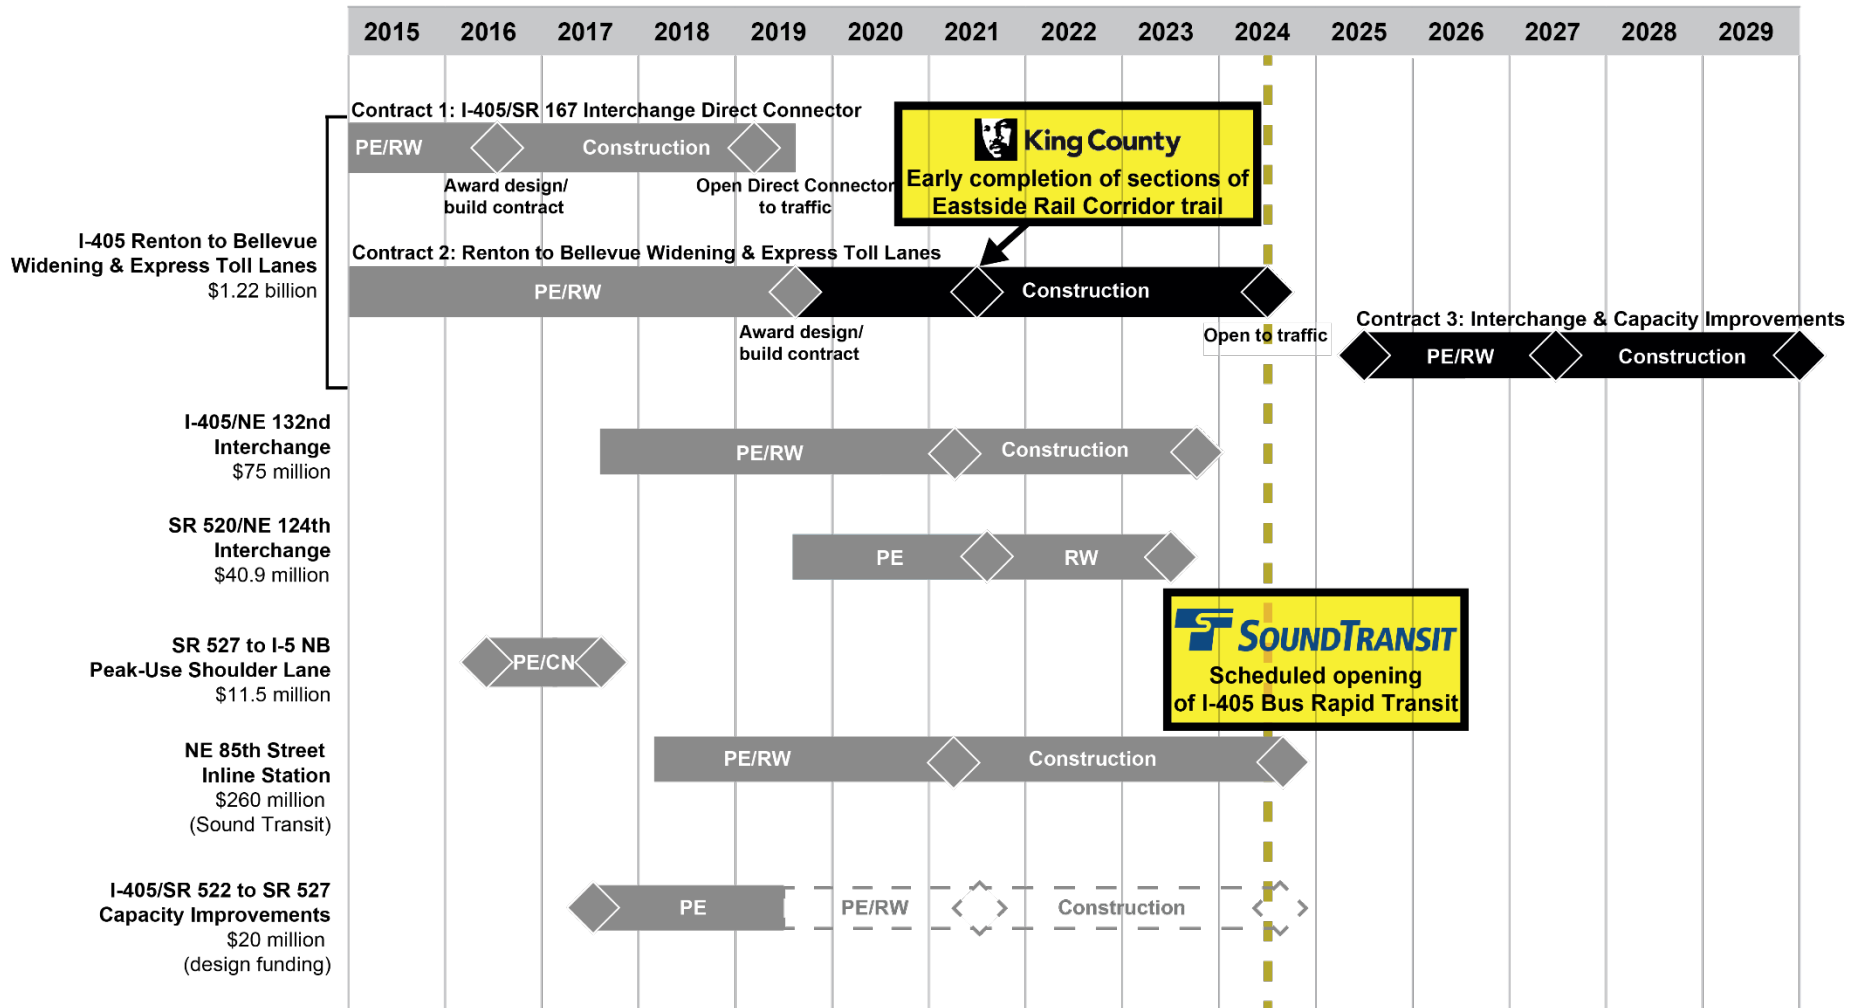 2015 2016 2017 2018 2019 2020 2021 2022 2023 2024 2025 2026 2027 2028 2029
I-405 Renton to Bellevue
Widening & Express Toll Lanes
$1.22 billion
Contract 1: I-405/SR 167 Interchange Direct Connector
PE/RW
Construction
Award design/
build contract
Open Direct Connector
to traffic
King County
Early completion of sections of
Eastside Rail Corridor trail
Contract 2: Renton to Bellevue Widening & Express Toll Lanes
PE/RW
Construction
Award design/
build contract
Open to traffic
Contract 3: Interchange & Capacity Improvements
PE/RW
Construction
I-405/NE 132nd
Interchange
$75 million
PE/RW
Construction
SR 520/NE 124th
Interchange
$40.9 million
PE
RW
SOUNDTRANSIT
Scheduled opening
of I-405 Bus Rapid Transit
SR 527 to I-5 NB
Peak-Use Shoulder Lane
$11.5 million
PE/CN
NE 85th Street
Inline Station
$260 million
(Sound Transit)
PE/RW
Construction
I-405/SR 522 to SR 527
Capacity Improvements
$20 million
(design funding)
PE
PE/RW
Construction